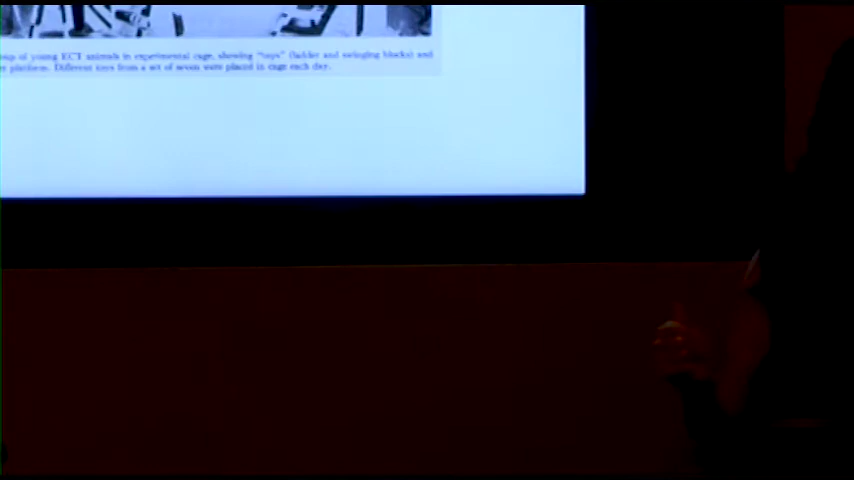 of young ECT animals in experimental cage, showing "toys" (ladder and swinging blocks) and
platform. Different toys from a set of seven were placed in cage each day.